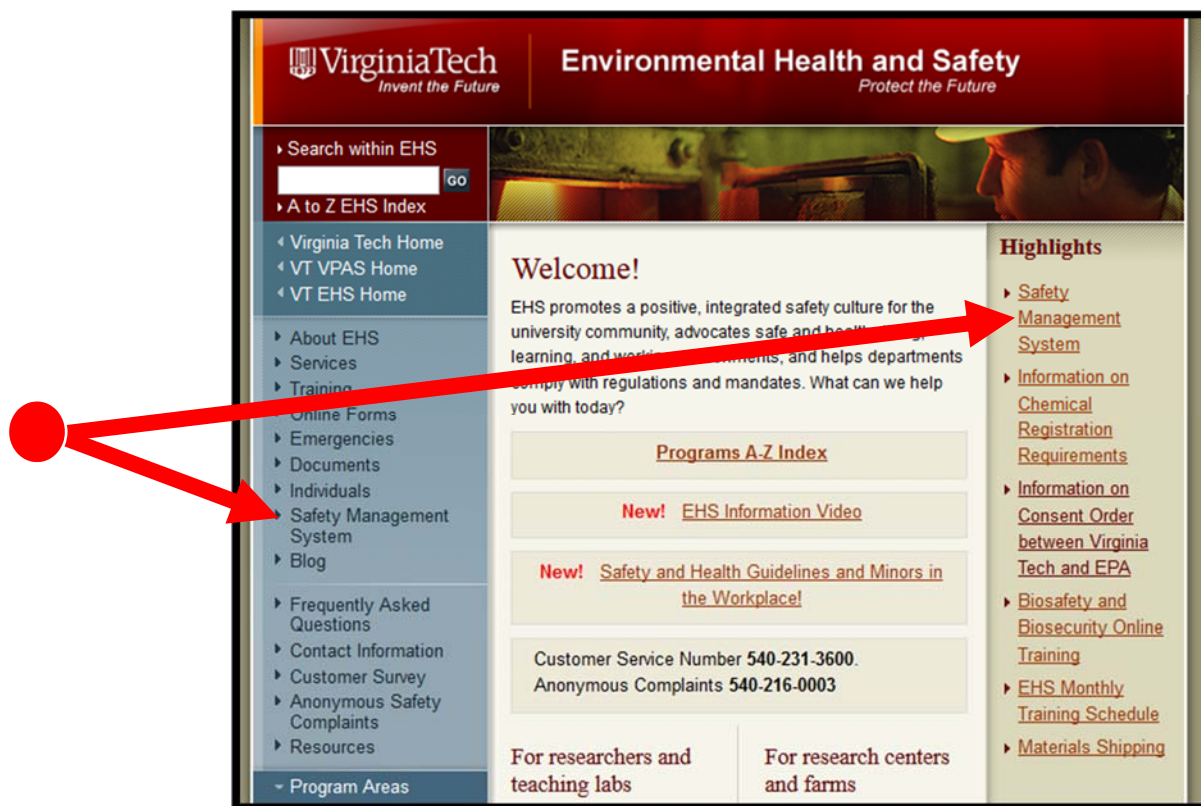 VirginiaTech
Invent the Future
Environmental Health and Safety
Protect the Future
Search within EHS
GO
A to Z EHS Index
Virginia Tech Home
VT VPAS Home
VT EHS Home
About EHS
Services
Training
Online Forms
Emergencies
Documents
Individuals
Safety Management
System
Blog
Frequently Asked
Questions
Contact Information
Customer Survey
Anonymous Safety
Complaints
Resources
Program Areas
Welcome!
EHS promotes a positive, integrated safety culture for the
university community, advocates safe and
learning, and and helps departments
comply with regulations and mandates. What can we help
you with today?
Programs A-Z Index
New! EHS Information Video
New! Safety and Health Guidelines and Minors in
the Workplace!
Customer Service Number 540-231-3600.
Anonymous Complaints 540-216-0003
For researchers and
teaching labs
For research centers
and farms
Highlights
Safety
Management
System
Information on
Chemical
Registration
Requirements
Information on
Consent Order
between Virginia
Tech and EPA
Biosafety and
Biosecurity Online
Training
EHS Monthly
Training Schedule
Materials Shipping